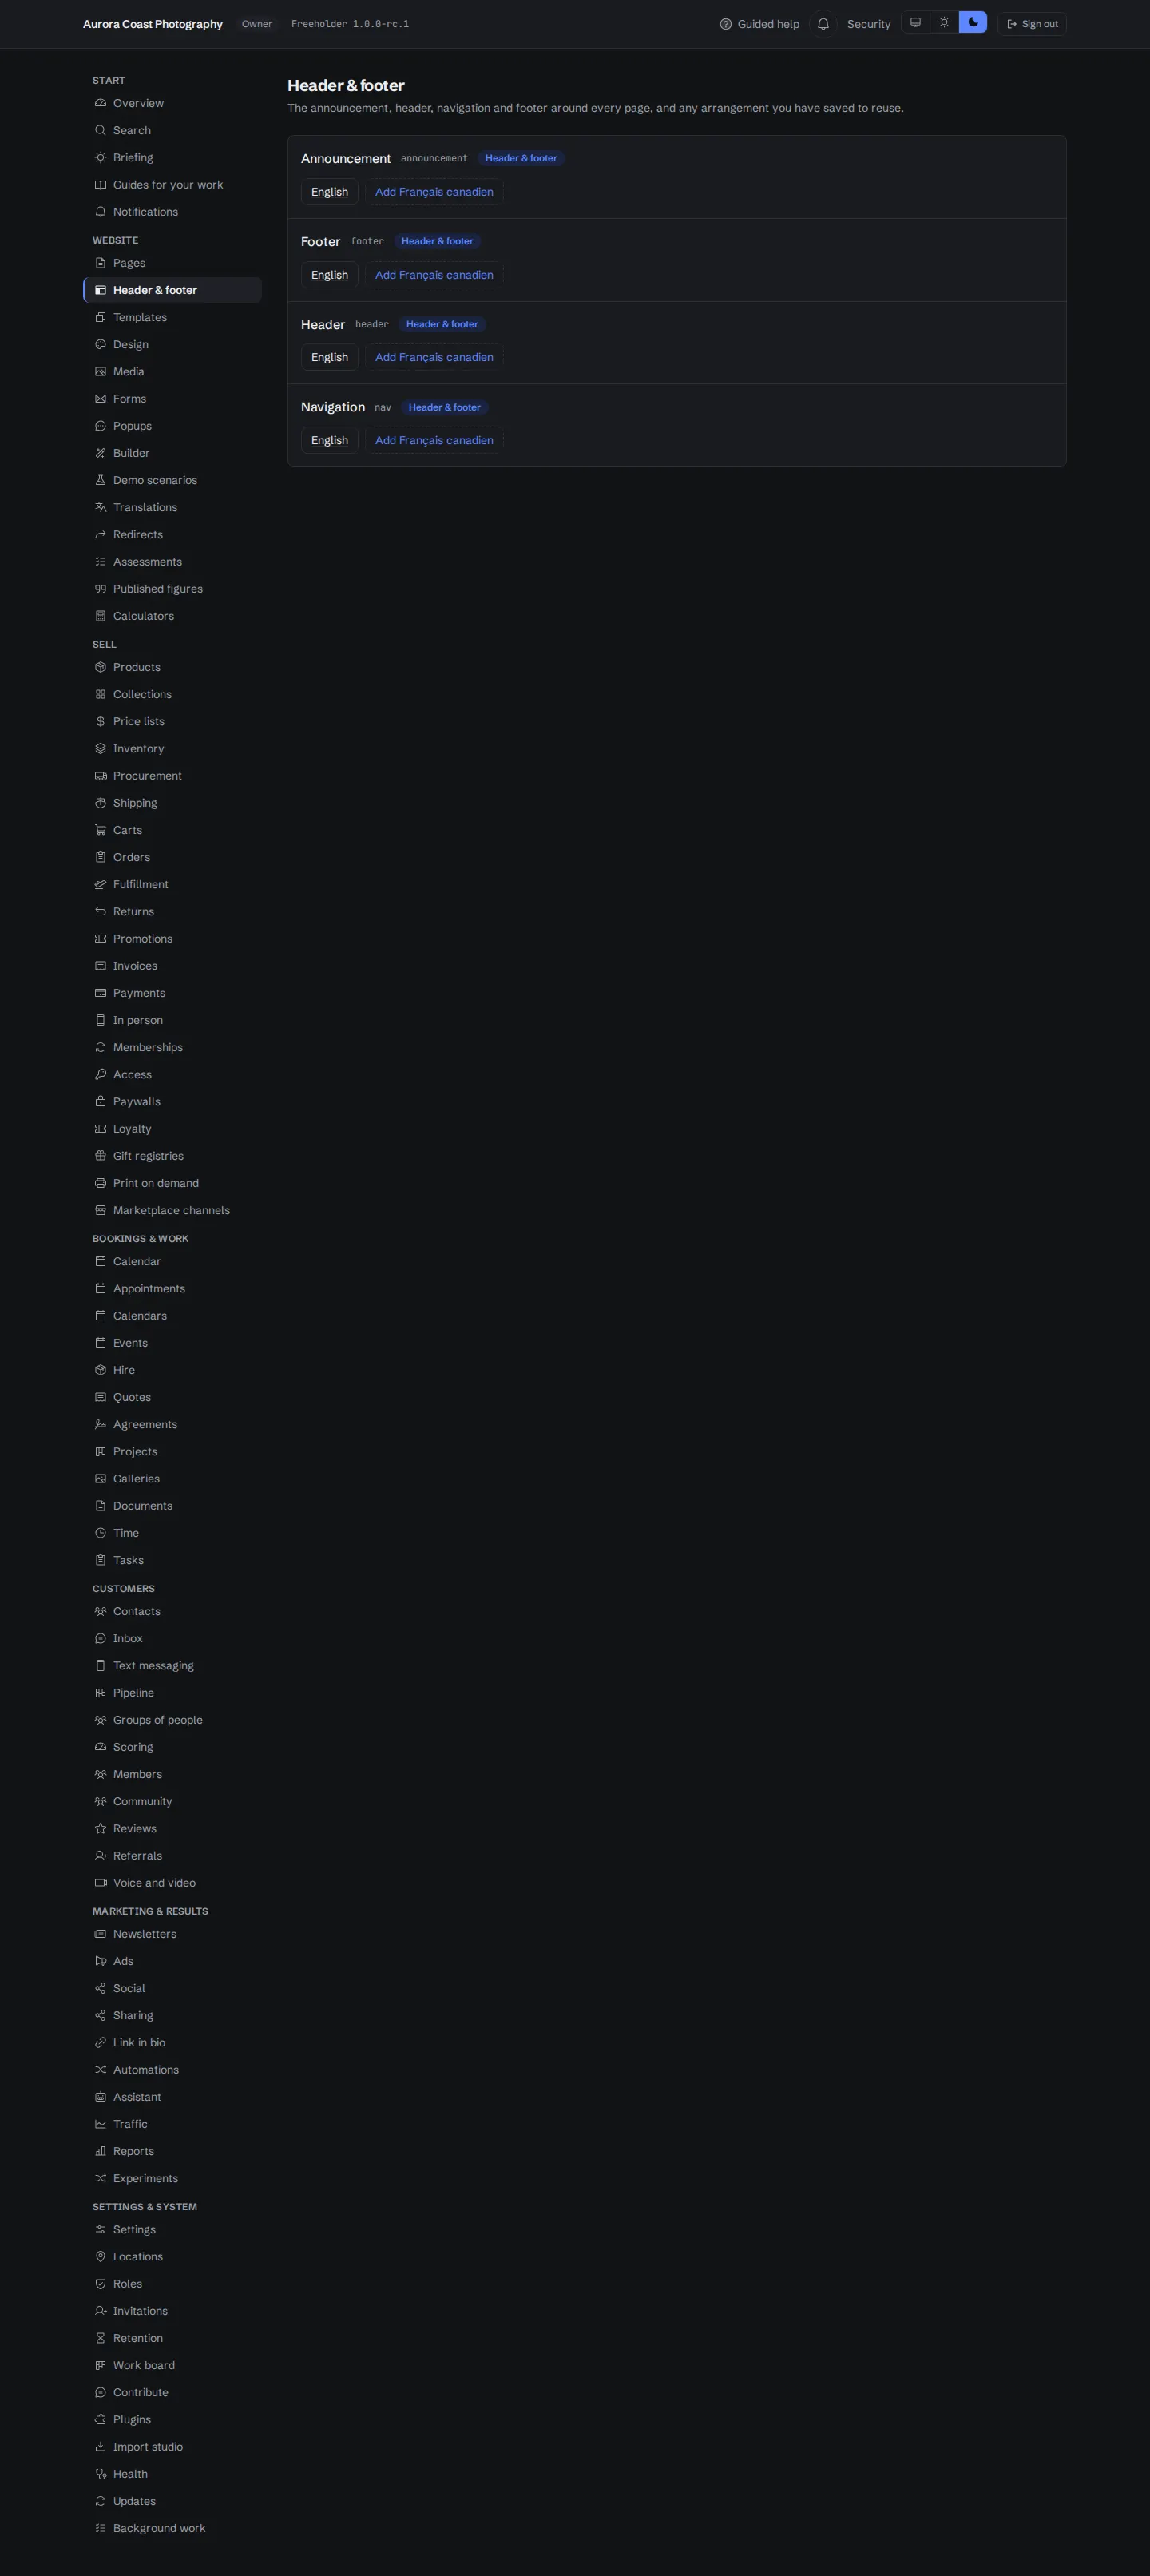 Aurora Coast Photography Owner Freeholder 1.0.0-rc.1 Guided help Security Sign out
START
Overview
Search
Briefing
Guides for your work
Notifications
WEBSITE
Pages
Header & footer
Templates
Design
Media
Forms
Popups
Builder
Demo scenarios
Translations
Redirects
Assessments
Published figures
Calculators
SELL
Products
Collections
Price lists
Inventory
Procurement
Shipping
Carts
Orders
Fulfillment
Returns
Promotions
Invoices
Payments
In person
Memberships
Access
Paywalls
Loyalty
Gift registries
Print on demand
Marketplace channels
BOOKINGS & WORK
Calendar
Appointments
Calendars
Events
Hire
Quotes
Agreements
Projects
Galleries
Documents
Time
Tasks
CUSTOMERS
Contacts
Inbox
Text messaging
Pipeline
Groups of people
Scoring
Members
Community
Reviews
Referrals
Voice and video
MARKETING & RESULTS
Newsletters
Ads
Social
Sharing
Link in bio
Automations
Assistant
Traffic
Reports
Experiments
SETTINGS & SYSTEM
Settings
Locations
Roles
Invitations
Retention
Work board
Contribute
Plugins
Import studio
Health
Updates
Background work
Header & footer
The announcement, header, navigation and footer around every page, and any arrangement you have saved to reuse.
Announcement announcement Header & footer
English Add Français canadien
Footer footer Header & footer
English Add Français canadien
Header header Header & footer
English Add Français canadien
Navigation nav Header & footer
English Add Français canadien